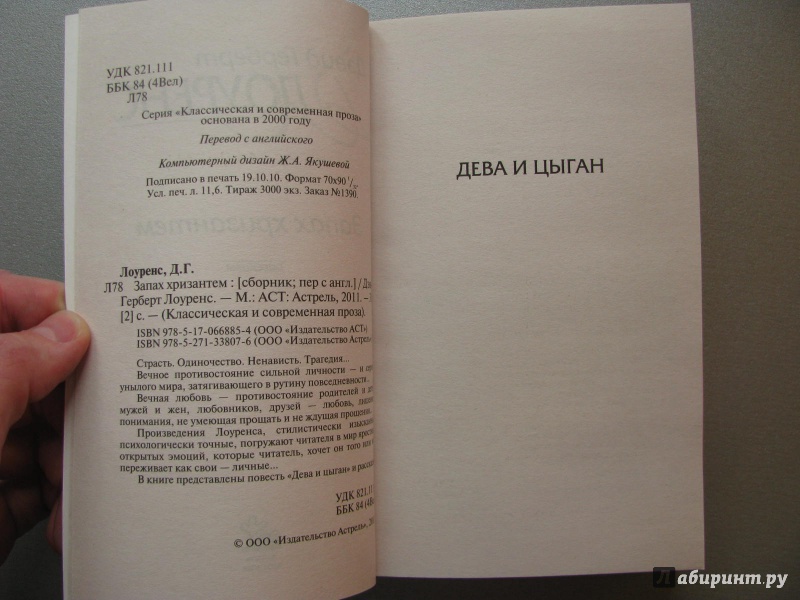 УДК 821.111
ББК 84 (4Вел)
Л78
Серия «Классическая и современная проза»
основана в 2000 году
Перевод с английского
Компьютерный дизайн Ж.А. Якушевой
Подписано в печать 19.10.10. Формат 70х90 1/
Усл. печ. л. 11,6. Тираж 3000 экз. Заказ №1390.
Лоуренс, Д.Г.
Л78 Запах хризантем : [сборник; пер с англ.] /
Герберт Лоуренс. — М.: АСТ: Астрель, 2011. –
[2] с. — (Классическая и современная проза).
ISBN 978-5-17-066885-4 (ООО «Издательство АСТ»)
ISBN 978-5-271-33807-6 (ООО «Издательство Астрель
Страсть. Одиночество. Ненависть. Трагедия...
Вечное противостояние сильной личности — и
унылого мира, затягивающего в рутину повседневности.
Вечная любовь — противостояние родителей и
мужей и жен, любовников, друзей — любовь,
понимания, не умеющая прощать и не ждущая прощения.
Произведения Лоуренса, стилистически
психологически точные, погружают читателя в мир
открытых эмоций, которые читатель, хочет он того или
переживает как свои — личные...
В книге представлены повесть «Дева и цыган» и
УДК 821.11
ББК 84 (4Ве
© ООО «Издательство Астрель»,
ДЕВА И ЦЫГАН
Лабиринт.ру